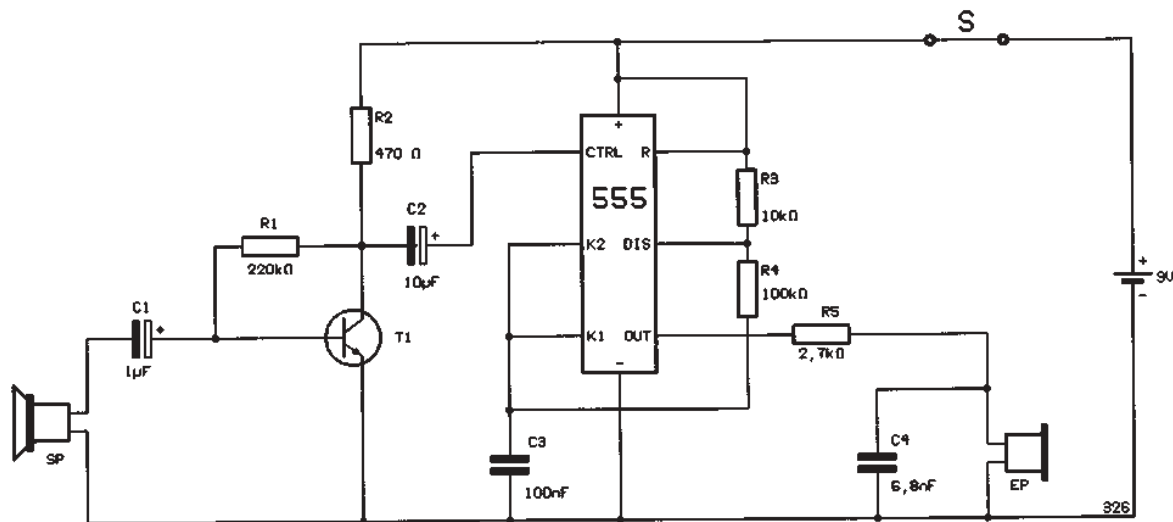 S
R2
470 Ω
+
CTRL
R
555
R3
10kΩ
C2
+
10µF
R1
220kΩ
K2
DIS
R4
100kΩ
+
-
9V
C1
+
1µF
T1
K1
OUT
-
R5
2,7kΩ
SP
C3
100nF
C4
6,8nF
EP
326